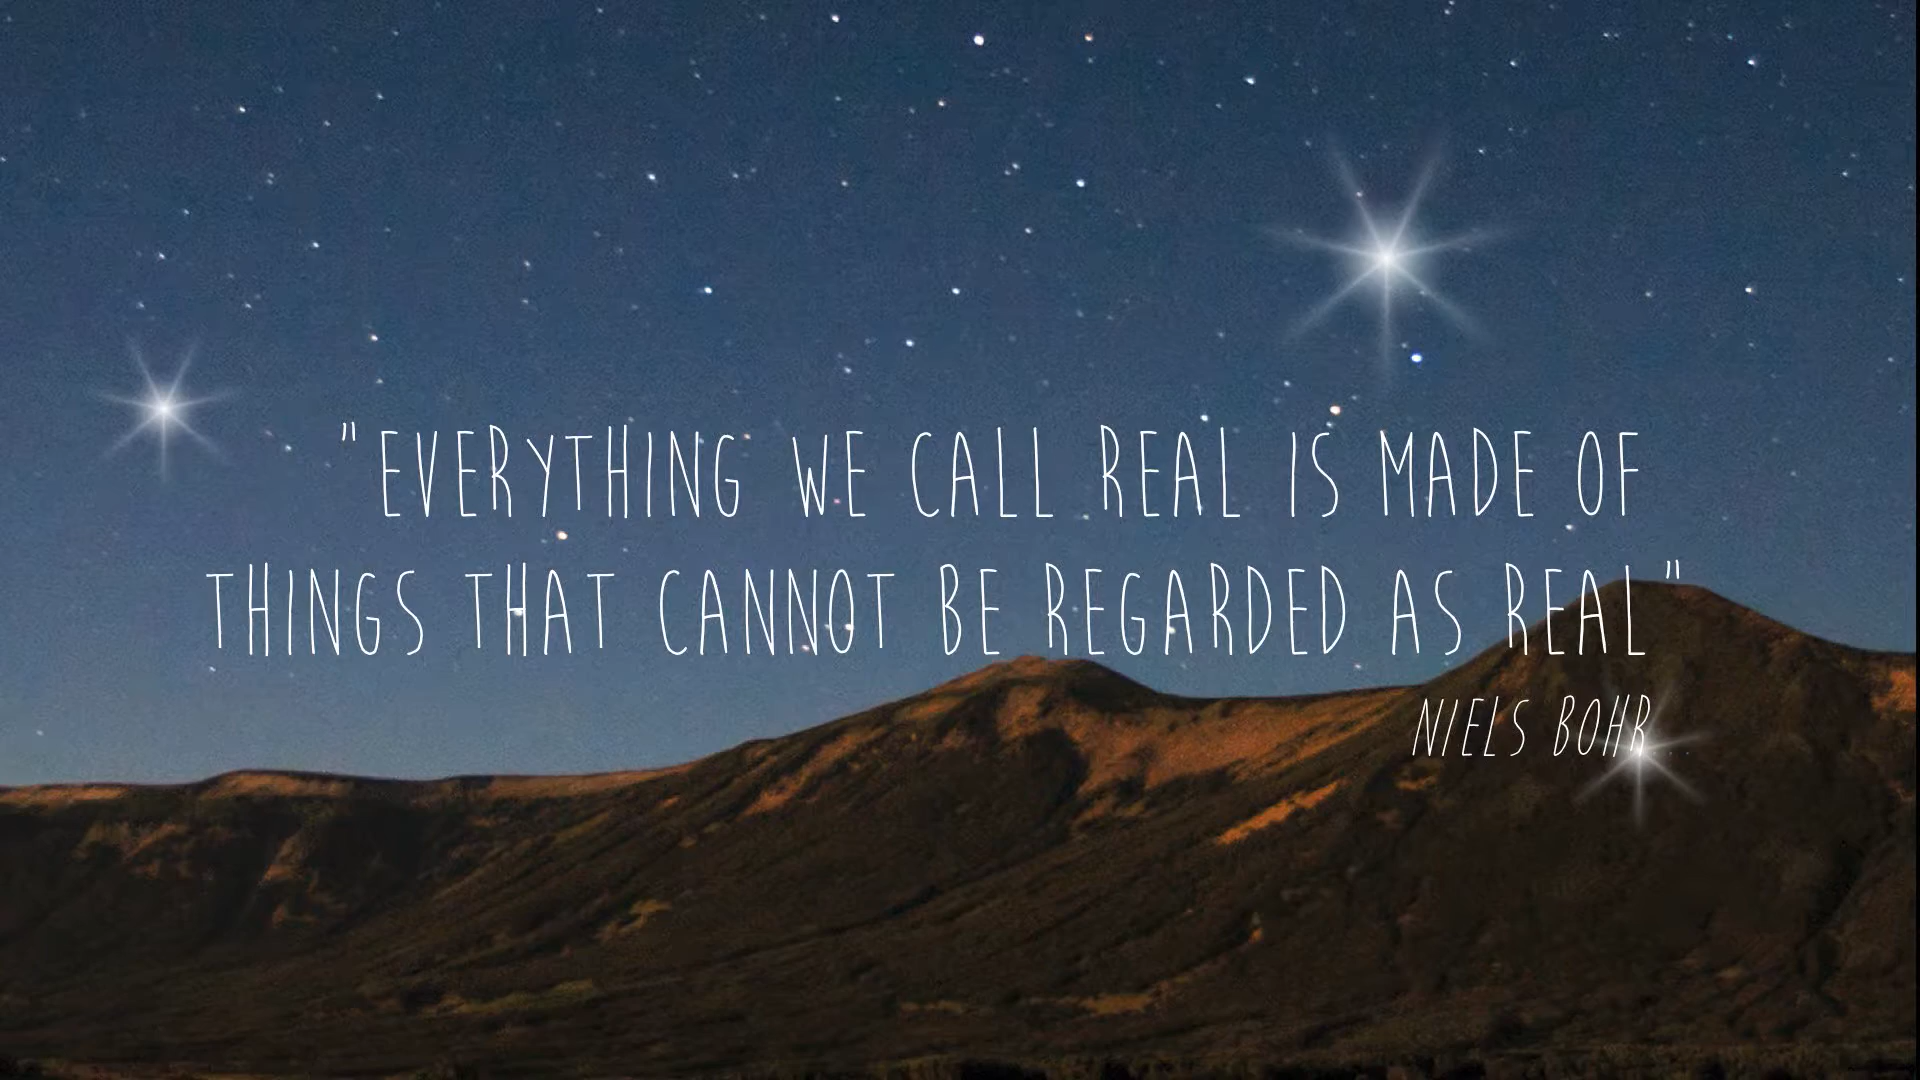 "EVERYTHING WE CALL REAL IS MADE OF
THINGS THAT CANNOT BE REGARDED AS REAL"
NIELS BOHR